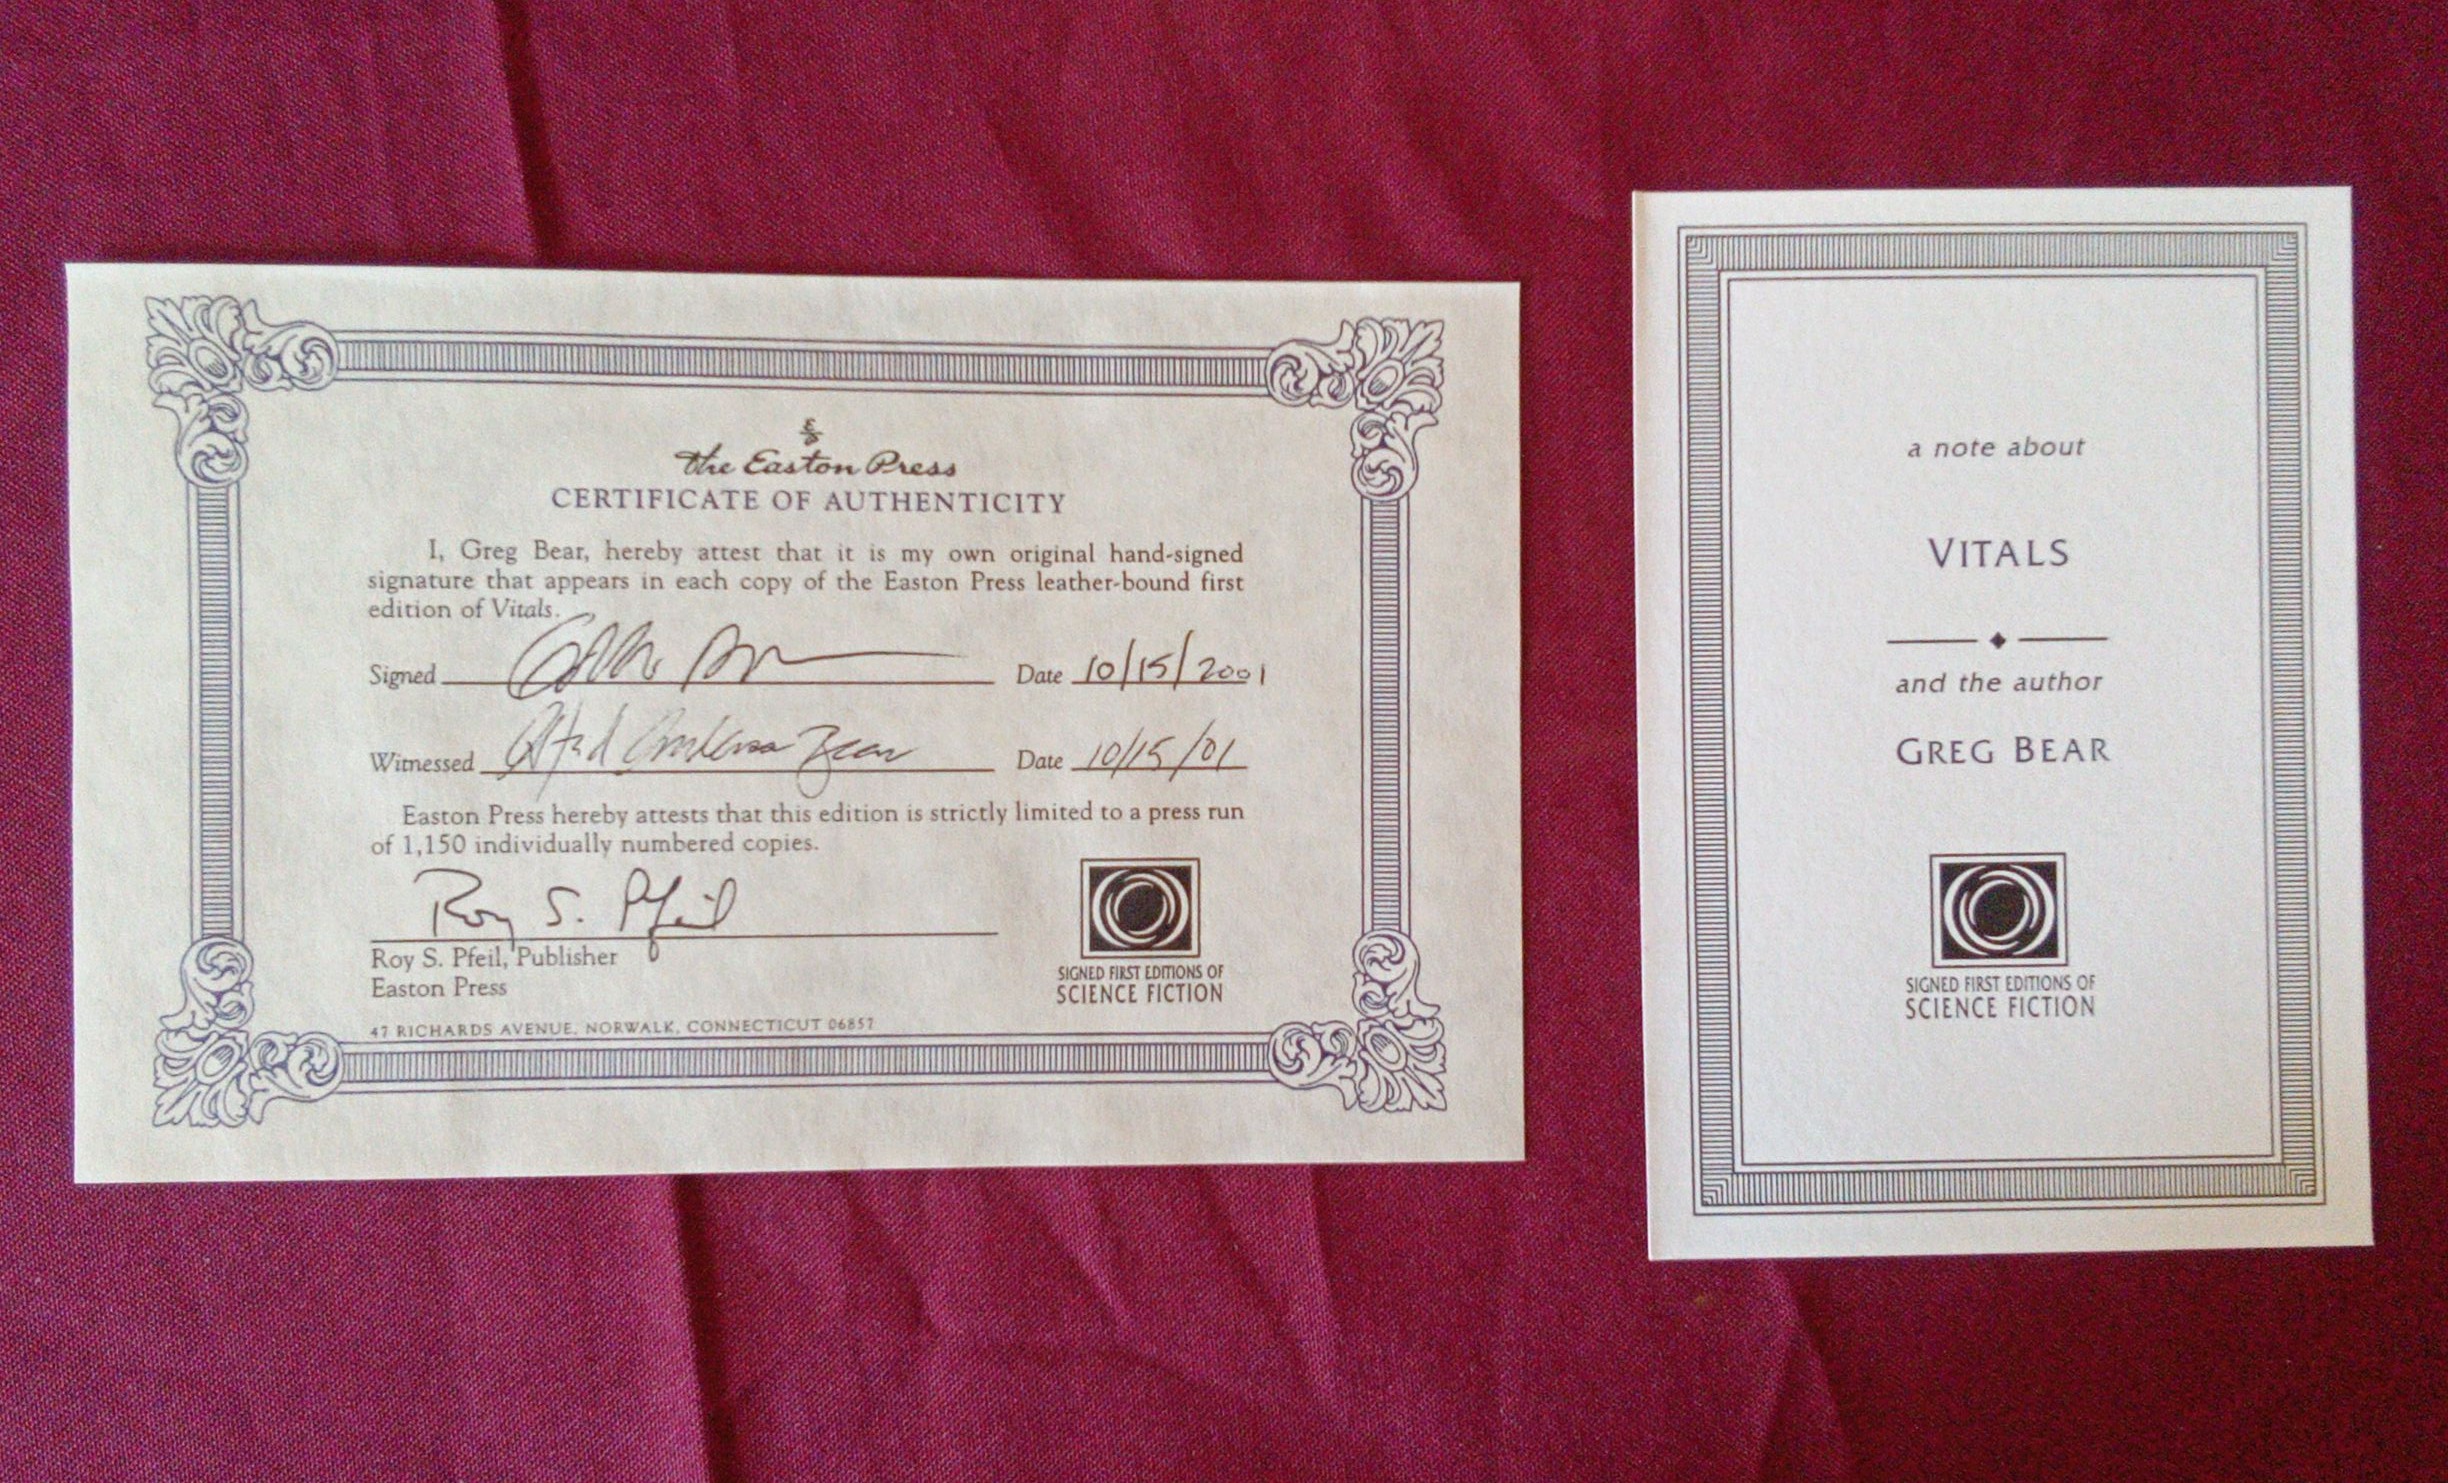 The Easton Press
CERTIFICATE OF AUTHENTICITY
I, Greg Bear, hereby attest that it is my own original hand-signed
signature that appears in each copy of the Easton Press leather-bound first
edition of Vitals.
Signed Date 10/15/2001
Witnessed Bear Date 10/15/01
Easton Press hereby attests that this edition is strictly limited to a press run
of 1,150 individually numbered copies.
Roy S. Pfeil
Roy S. Pfeil, Publisher
Easton Press
47 RICHARDS AVENUE, NORWALK, CONNECTICUT 06857
SIGNED FIRST EDITIONS OF
SCIENCE FICTION
a note about
VITALS
and the author
GREG BEAR
SIGNED FIRST EDITIONS OF
SCIENCE FICTION